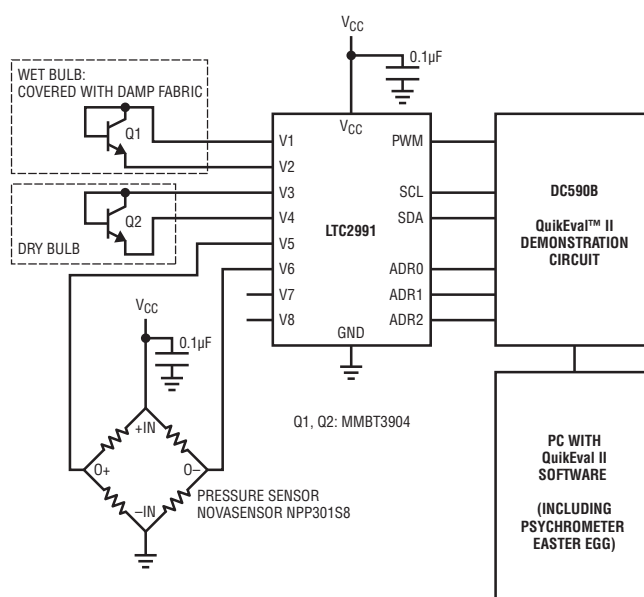 WET BULB:
COVERED WITH DAMP FABRIC
Q1
DRY BULB
Q2
VCC
0.1µF
VCC
V1
V2
V3
V4
V5
V6
V7
V8
LTC2991
PWM
SCL
SDA
ADR0
ADR1
ADR2
GND
DC590B
QuikEval™ II
DEMONSTRATION
CIRCUIT
VCC
0.1µF
+IN
O+
O–
–IN
PRESSURE SENSOR
NOVASENSOR NPP301S8
Q1, Q2: MMBT3904
PC WITH
QuikEval II
SOFTWARE
(INCLUDING
PSYCHROMETER
EASTER EGG)